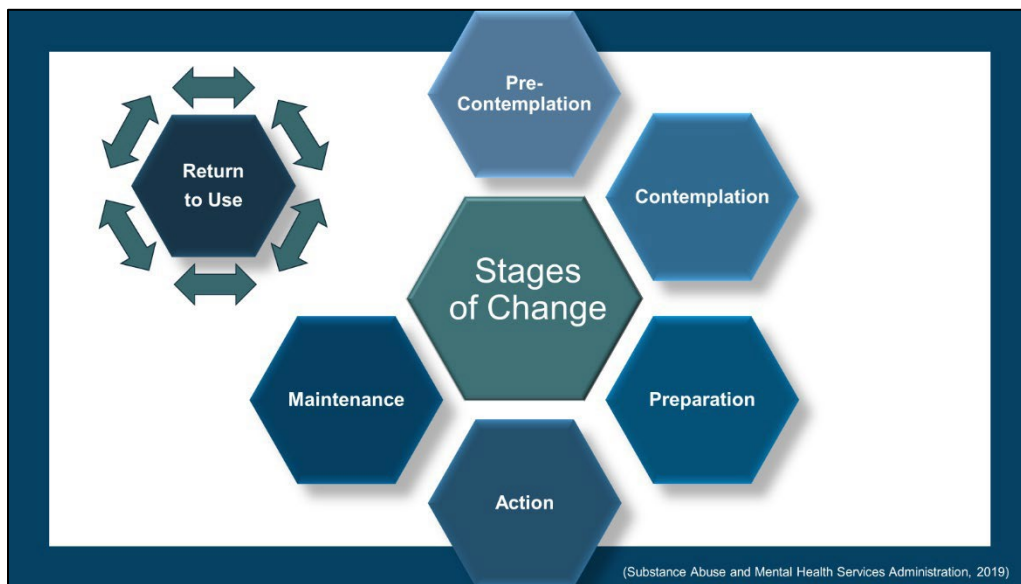 Pre-
Contemplation
Return
to Use
Contemplation
Stages
of Change
Maintenance
Preparation
Action
(Substance Abuse and Mental Health Services Administration, 2019)